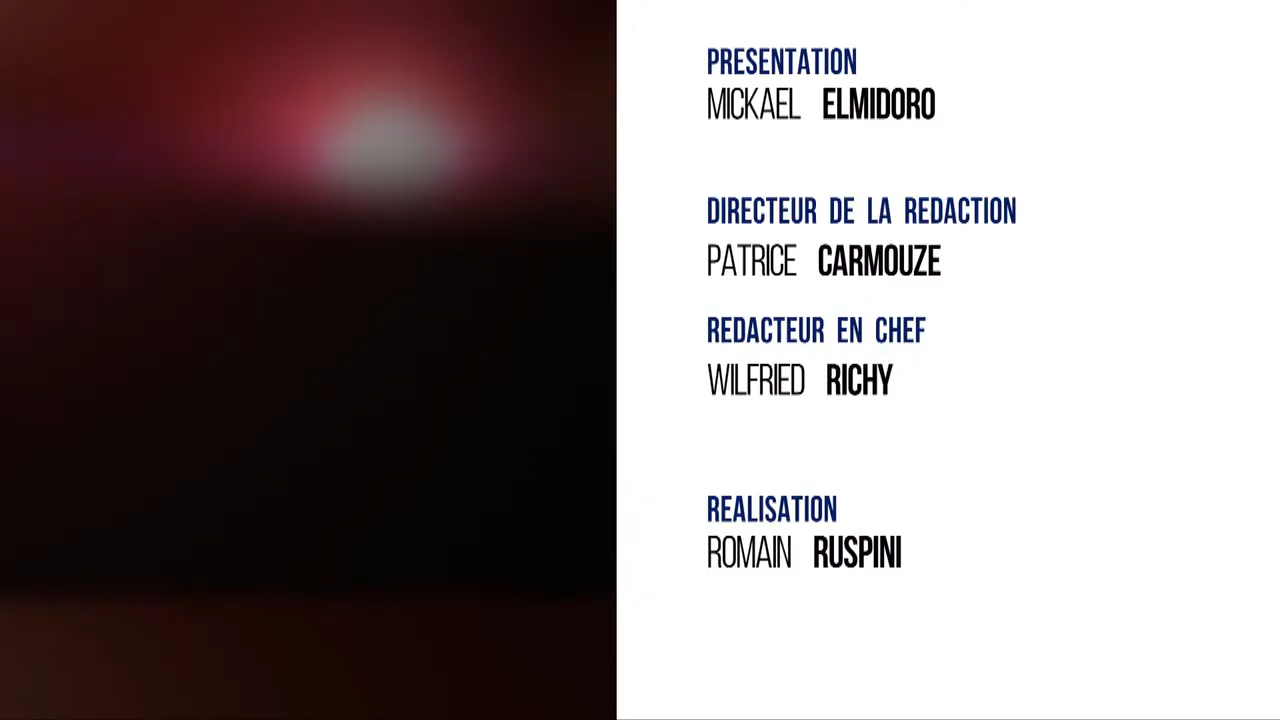 PRESENTATION
MICKAEL ELMIDORO
DIRECTEUR DE LA REDACTION
PATRICE CARMOUZE
REDACTEUR EN CHEF
WILFRIED RICHY
REALISATION
ROMAIN RUSPINI